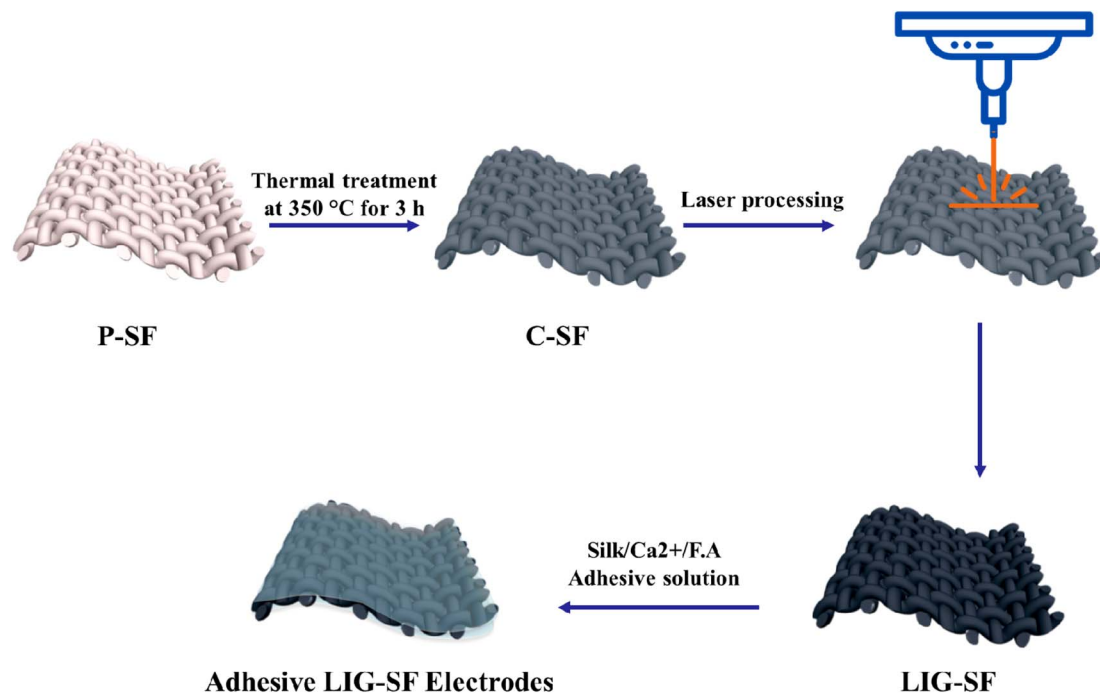 Thermal treatment
at 350 °C for 3 h
Laser processing
P-SF
C-SF
Silk/Ca2+/F.A
Adhesive solution
Adhesive LIG-SF Electrodes
LIG-SF